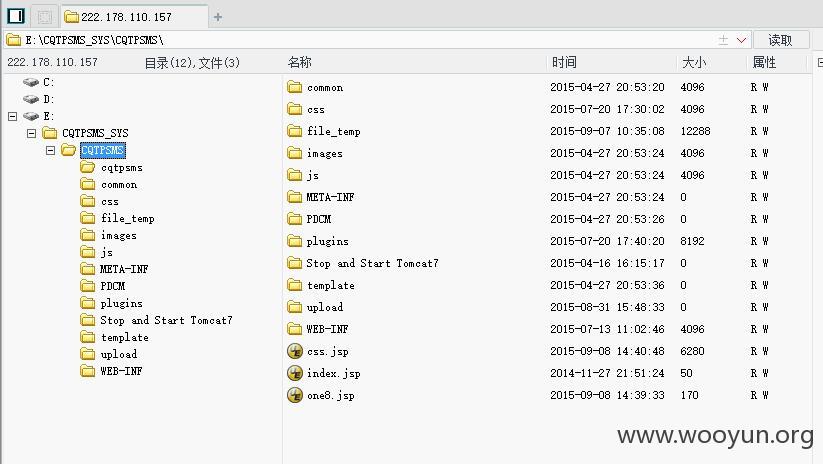 222.178.110.157
E:\CQTPSMS_SYS\CQTPSMS\ 读取
222.178.110.157 目录(12),文件(3) 名称 时间 大小 属性
C:
D:
E:
CQTPSMS_SYS
CQTPSMS
cqtpsms
common
css
file_temp
images
js
META-INF
PDCM
plugins
Stop and Start Tomcat7
template
upload
WEB-INF
common 2015-04-27 20:53:20 4096 R W
css 2015-07-20 17:30:02 4096 R W
file_temp 2015-09-07 10:35:08 12288 R W
images 2015-04-27 20:53:24 4096 R W
js 2015-04-27 20:53:24 4096 R W
META-INF 2015-04-27 20:53:24 0 R W
PDCM 2015-04-27 20:53:26 0 R W
plugins 2015-07-20 17:40:20 8192 R W
Stop and Start Tomcat7 2015-04-16 16:15:17 0 R W
template 2015-04-27 20:53:36 0 R W
upload 2015-08-31 15:48:33 0 R W
WEB-INF 2015-07-13 11:02:46 4096 R W
css.jsp 2015-09-08 14:40:48 6280 R W
index.jsp 2014-11-27 21:51:24 50 R W
one8.jsp 2015-09-08 14:39:33 170 R W
www.wooyun.org